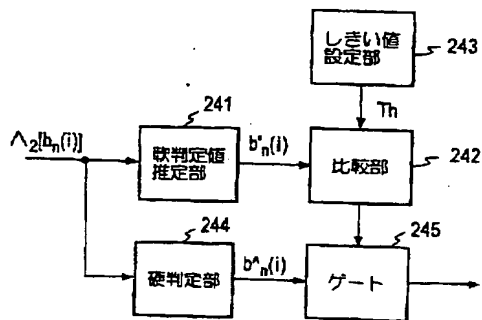 しきい値
設定部
243
Th
241
Λ₂[bₙ(i)]
軟判定値
推定部
b'ₙ(i)
比較部
242
244
硬判定部
b^ₙ(i)
245
ゲート